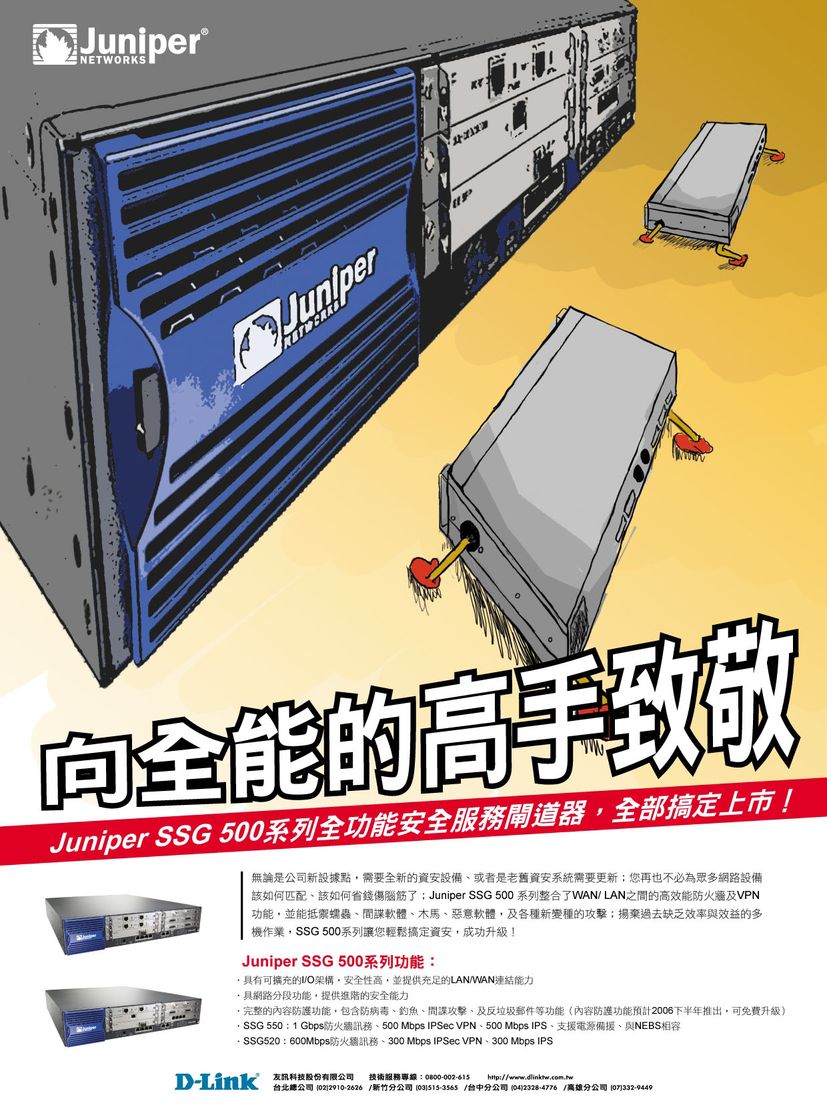 Juniper®
NETWORKS
Juniper
NETWORKS
向全能的高手致敬
Juniper SSG 500系列全功能安全服務閘道器，全部搞定上市！
無論是公司新設據點，需要全新的資安設備、或者是老舊資安系統需要更新；您再也不必為眾多網路設備
該如何匹配、該如何省錢傷腦筋了；Juniper SSG 500 系列整合了WAN/ LAN之間的高效能防火牆及VPN
功能，並能抵禦蠕蟲、間諜軟體、木馬、惡意軟體，及各種新變種的攻擊；揚棄過去缺乏效率與效益的多
機作業，SSG 500系列讓您輕鬆搞定資安，成功升級！
Juniper SSG 500系列功能：
‧具有可擴充的I/O架構，安全性高，並提供充足的LAN/WAN連結能力
‧具網路分段功能，提供進階的安全能力
‧完整的內容防護功能，包含防病毒、釣魚、間諜攻擊、及反垃圾郵件等功能（內容防護功能預計2006下半年推出，可免費升級）
‧SSG 550：1 Gbps防火牆訊務、500 Mbps IPSec VPN、500 Mbps IPS、支援電源備援、與NEBS相容
‧SSG520：600Mbps防火牆訊務、300 Mbps IPSec VPN、300 Mbps IPS
D-Link®
友訊科技股份有限公司 技術服務專線：0800-002-615 http://www.dlinktw.com.tw
台北總公司 (02)2910-2626 /新竹分公司 (03)515-3565 /台中分公司 (04)2328-4776 /高雄分公司 (07)332-9449